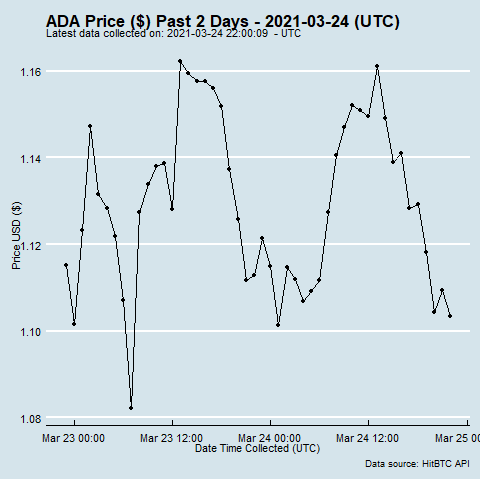 ADA Price ($) Past 2 Days - 2021-03-24 (UTC)
Latest data collected on: 2021-03-24 22:00:09 - UTC
1.16
1.14
1.12
1.10
1.08
Price USD ($)
Mar 23 00:00 Mar 23 12:00 Mar 24 00:00 Mar 24 12:00 Mar 25 00
Date Time Collected (UTC)
Data source: HitBTC API